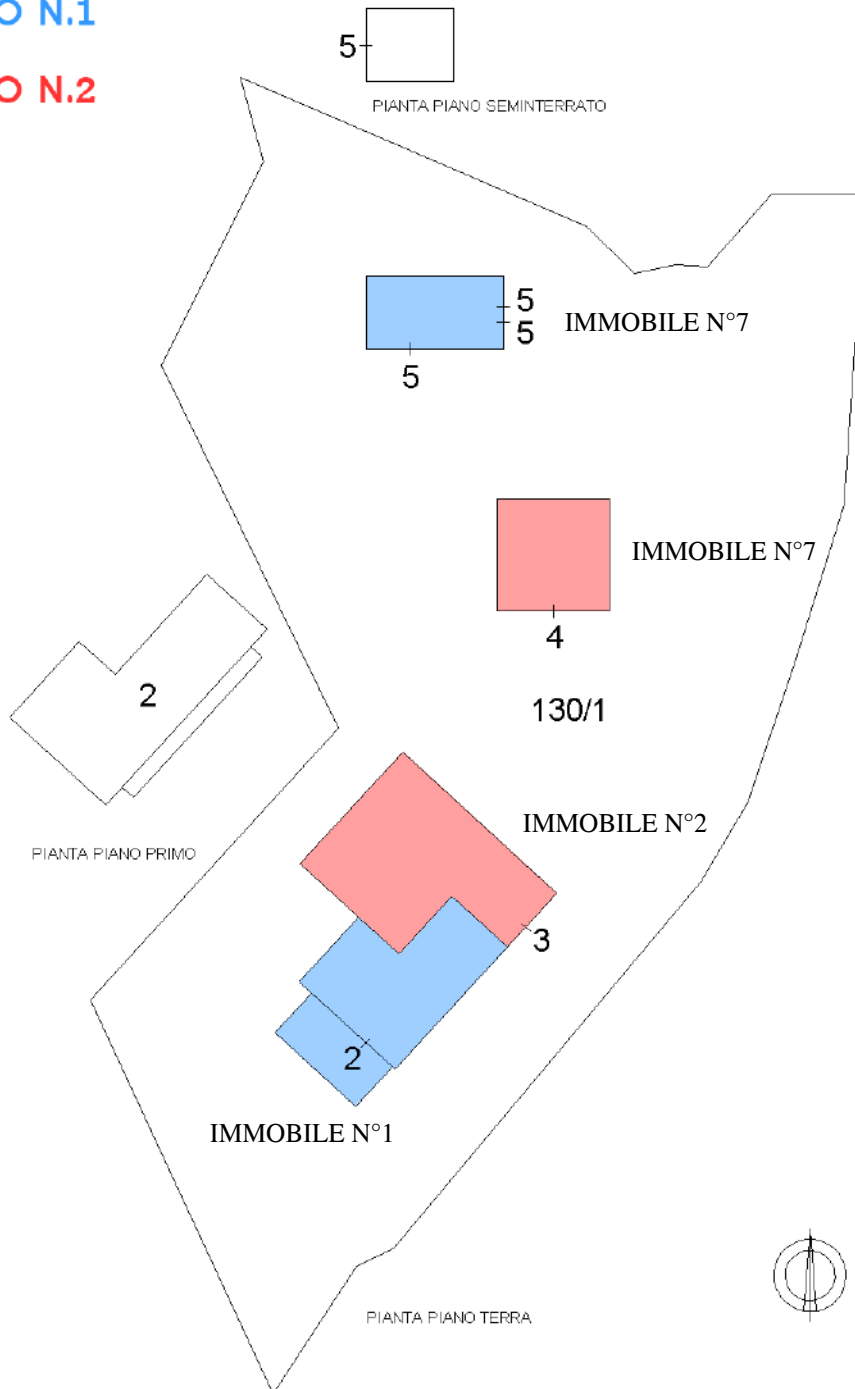 O N.1
5
O N.2
PIANTA PIANO SEMINTERRATO
5
5
IMMOBILE N°7
5
IMMOBILE N°7
4
2
130/1
IMMOBILE N°2
PIANTA PIANO PRIMO
3
2
IMMOBILE N°1
PIANTA PIANO TERRA